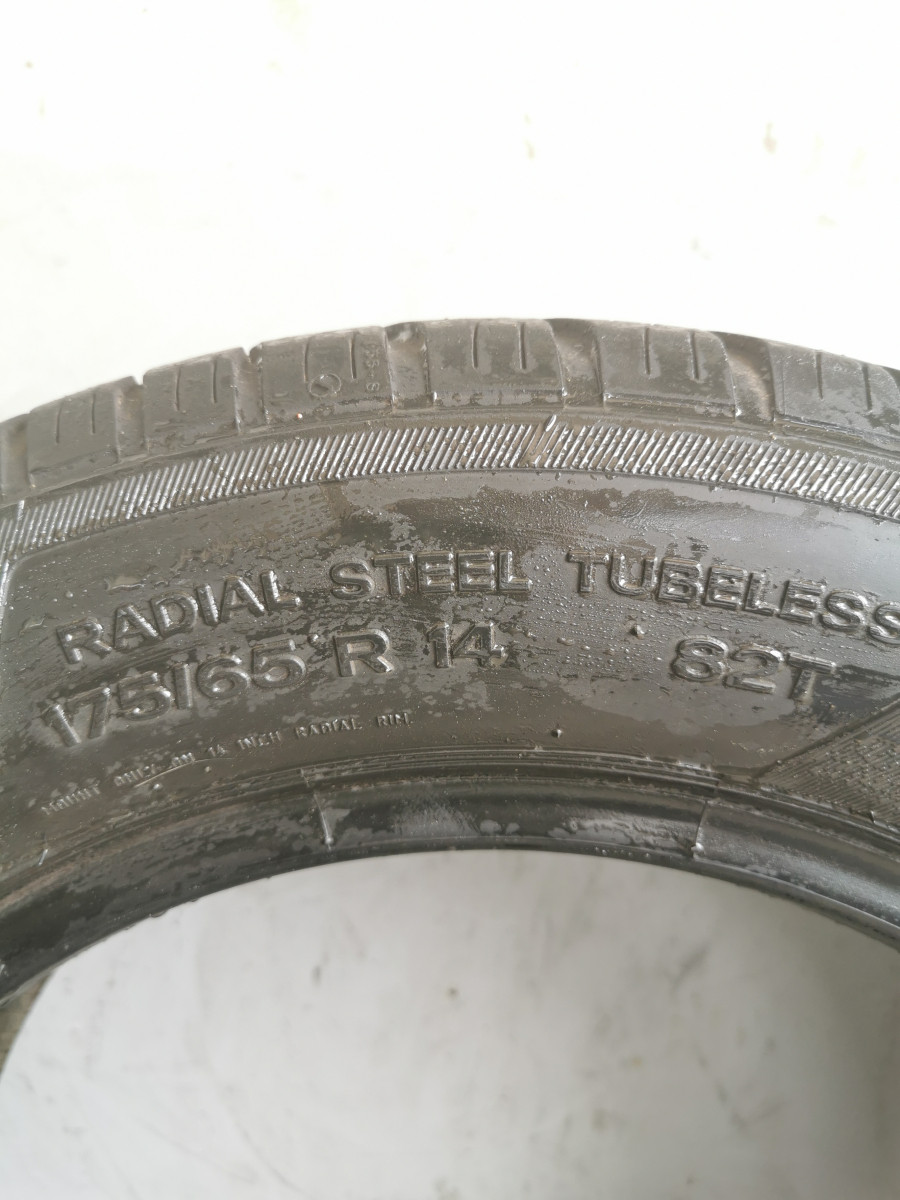 RADIAL STEEL TUBELESS
175/65 R 14 82T
MOUNT ONLY ON 14 INCH RADIAL RIM